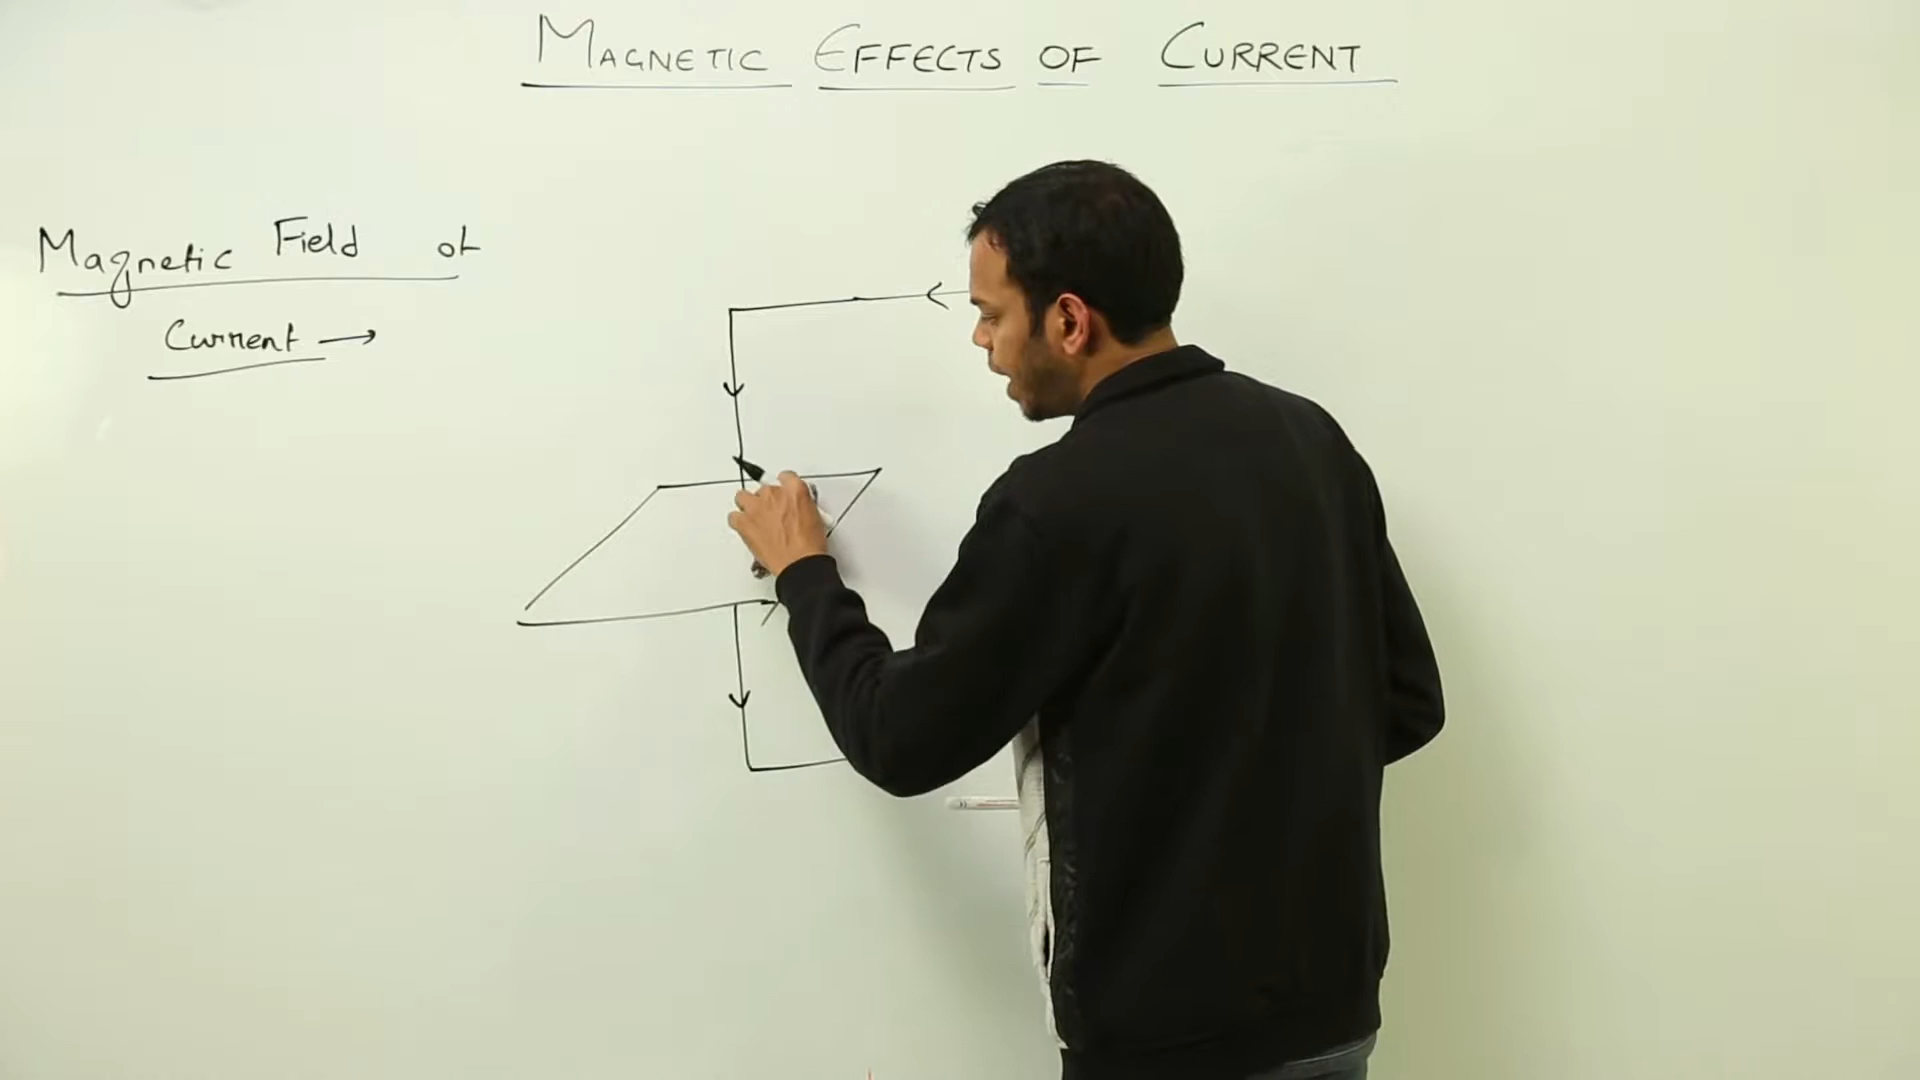 MAGNETIC EFFECTS OF CURRENT
Magnetic Field of
Current →